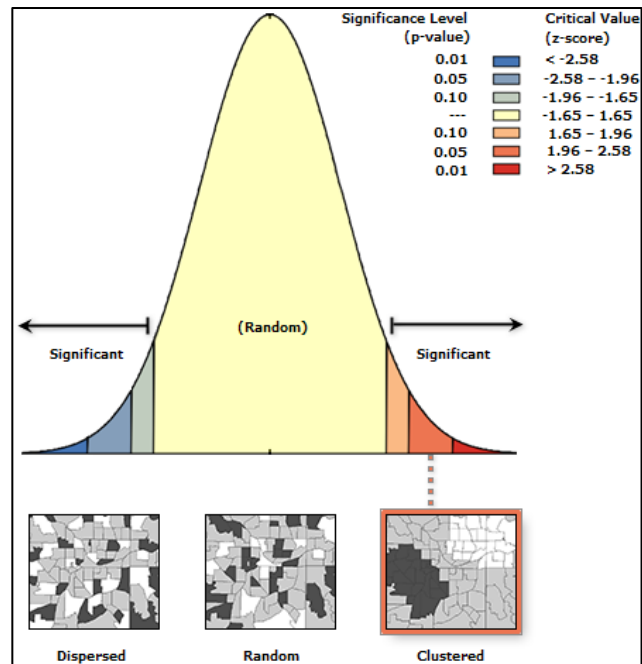 Significance Level Critical Value
(p-value) (z-score)
0.01 < -2.58
0.05 -2.58 – -1.96
0.10 -1.96 – -1.65
--- -1.65 – 1.65
0.10 1.65 – 1.96
0.05 1.96 – 2.58
0.01 > 2.58
(Random)
Significant Significant
Dispersed Random Clustered